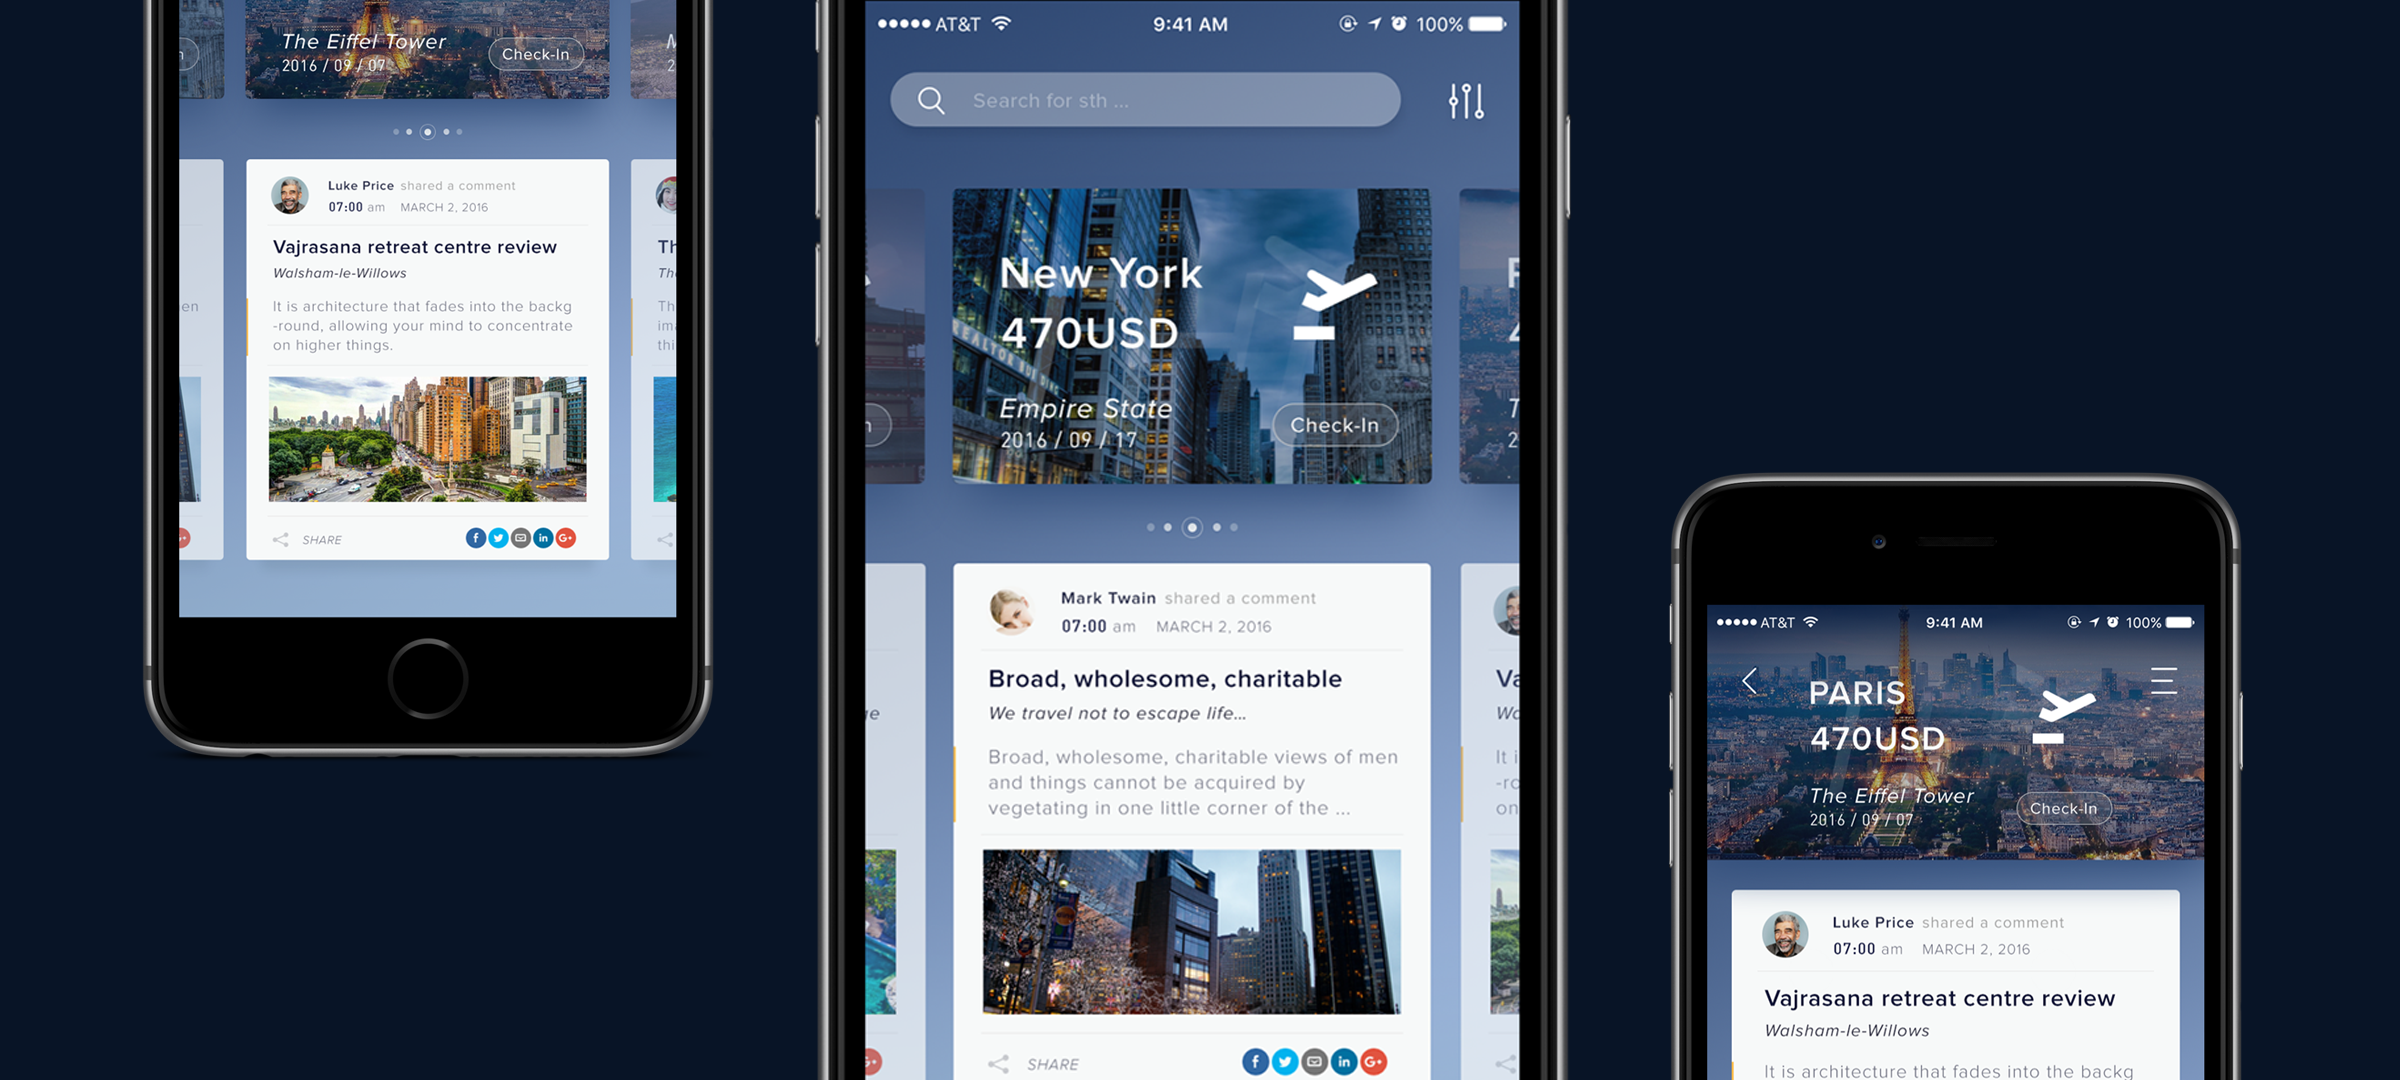 The Eiffel Tower
2016 / 09 / 07
Check-In
Luke Price shared a comment
07:00 am MARCH 2, 2016
Vajrasana retreat centre review
Walsham-le-Willows
It is architecture that fades into the backg
-round, allowing your mind to concentrate
on higher things.
SHARE
AT&T 9:41 AM 100%
Search for sth ...
New York
470USD
Empire State
2016 / 09 / 17
Check-In
Mark Twain shared a comment
07:00 am MARCH 2, 2016
Broad, wholesome, charitable
We travel not to escape life...
Broad, wholesome, charitable views of men
and things cannot be acquired by
vegetating in one little corner of the ...
SHARE
AT&T 9:41 AM 100%
PARIS
470USD
The Eiffel Tower
2016 / 09 / 07
Check-In
Luke Price shared a comment
07:00 am MARCH 2, 2016
Vajrasana retreat centre review
Walsham-le-Willows
It is architecture that fades into the backg